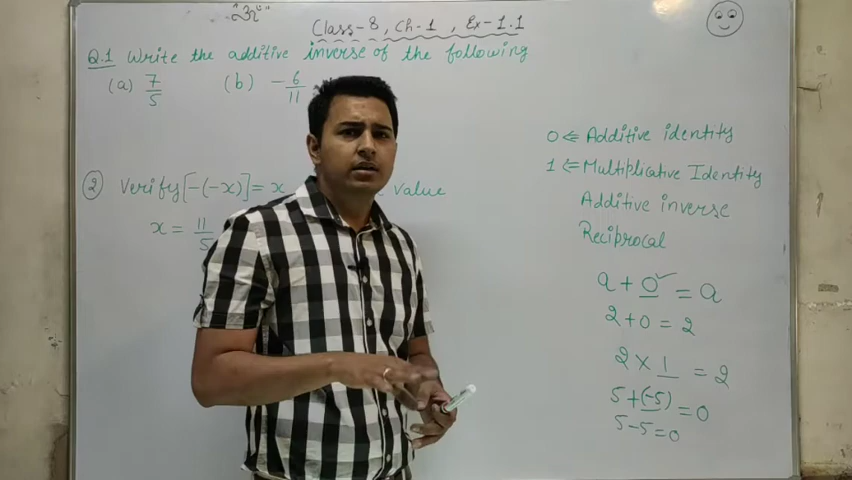 Class-8, Ch-1, Ex-1.1
Q.1 Write the additive inverse of the following
(a) 7/5 (b) -6/11
② Verify [-(-x)] = x value
x = 11/5
0 ⇐ Additive identity
1 ⇐ Multiplicative Identity
Additive inverse
Reciprocal
a + 0 ✓ = a
2 + 0 = 2
2 × 1 = 2
5 + (-5) = 0
5 - 5 = 0